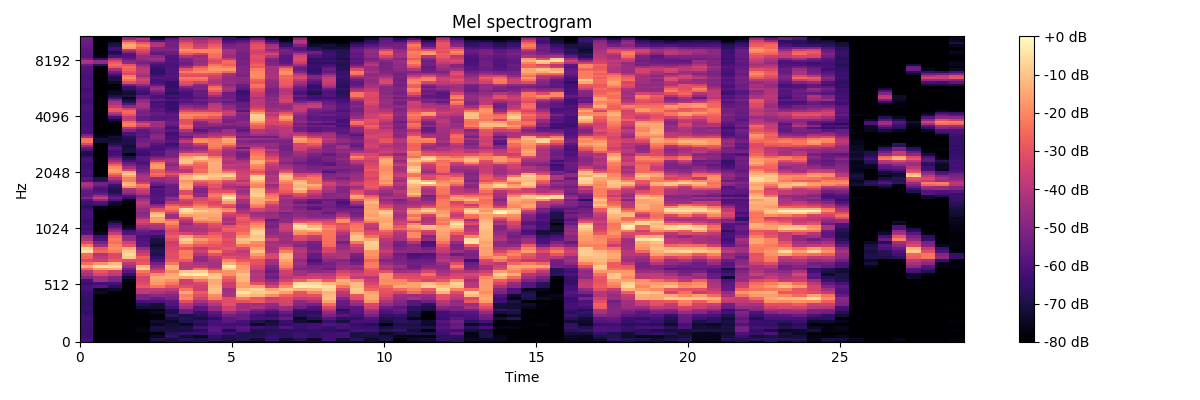 Mel spectrogram
8192
4096
2048
1024
512
0
Hz
0 5 10 15 20 25
Time
+0 dB
-10 dB
-20 dB
-30 dB
-40 dB
-50 dB
-60 dB
-70 dB
-80 dB